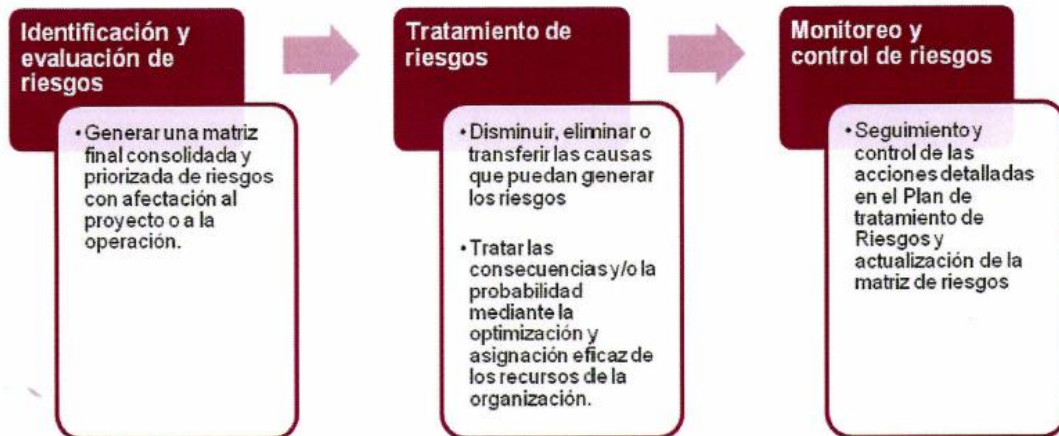 Identificación y
evaluación de
riesgos
• Generar una matriz
final consolidada y
priorizada de riesgos
con afectación al
proyecto o a la
operación.
Tratamiento de
riesgos
• Disminuir, eliminar o
transferir las causas
que puedan generar
los riesgos
• Tratar las
consecuencias y/o la
probabilidad
mediante la
optimización y
asignación eficaz de
los recursos de la
organización.
Monitoreo y
control de riesgos
• Seguimiento y
control de las
acciones detalladas
en el Plan de
tratamiento de
Riesgos y
actualización de la
matriz de riesgos